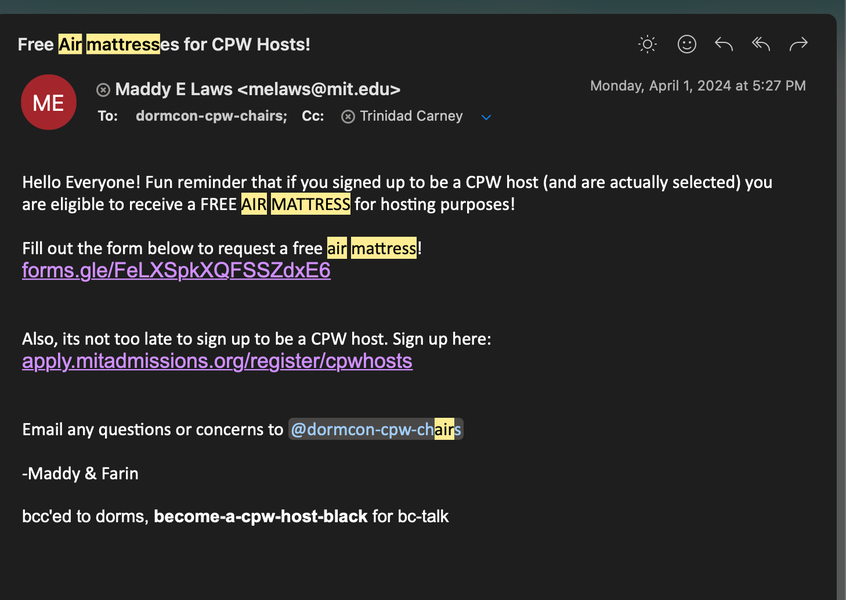 Free Air mattresses for CPW Hosts!
ME
Maddy E Laws <melaws@mit.edu>
Monday, April 1, 2024 at 5:27 PM
To: dormcon-cpw-chairs; Cc: Trinidad Carney
Hello Everyone! Fun reminder that if you signed up to be a CPW host (and are actually selected) you
are eligible to receive a FREE AIR MATTRESS for hosting purposes!
Fill out the form below to request a free air mattress!
forms.gle/FeLXSpkXQFSSZdxE6
Also, its not too late to sign up to be a CPW host. Sign up here:
apply.mitadmissions.org/register/cpwhosts
Email any questions or concerns to @dormcon-cpw-chairs
-Maddy & Farin
bcc'ed to dorms, become-a-cpw-host-black for bc-talk